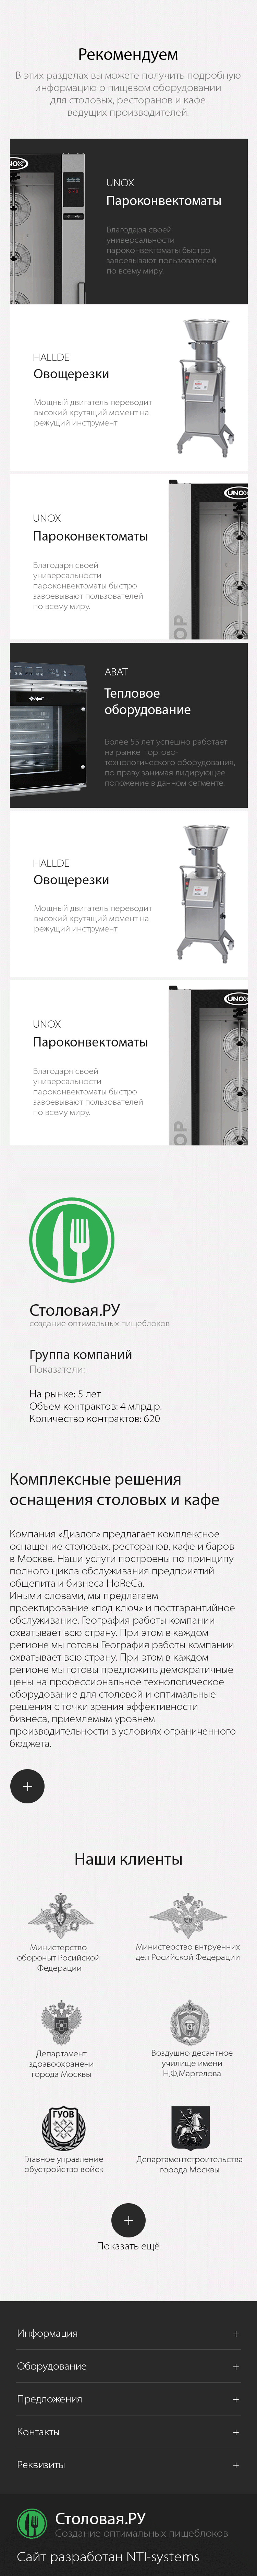 Рекомендуем
В этих разделах вы можете получить подробную
информацию о пищевом оборудовании
для столовых, ресторанов и кафе
ведущих производителей.
UNOX
Пароконвектоматы
Благодаря своей
универсальности
пароконвектоматы быстро
завоевывают пользователей
по всему миру.
HALLDE
Овощерезки
Мощный двигатель переводит
высокий крутящий момент на
режущий инструмент
UNOX
UNOX
Пароконвектоматы
Благодаря своей
универсальности
пароконвектоматы быстро
завоевывают пользователей
по всему миру.
OP
ABAT
Тепловое
оборудование
Более 55 лет успешно работает
на рынке торгово-
технологического оборудования,
по праву занимая лидирующее
положение в данном сегменте.
HALLDE
Овощерезки
Мощный двигатель переводит
высокий крутящий момент на
режущий инструмент
UNOX
UNOX
Пароконвектоматы
Благодаря своей
универсальности
пароконвектоматы быстро
завоевывают пользователей
по всему миру.
OP
Столовая.РУ
создание оптимальных пищеблоков
Группа компаний
Показатели:
На рынке: 5 лет
Объем контрактов: 4 млрд.р.
Количество контрактов: 620
Комплексные решения
оснащения столовых и кафе
Компания «Диалог» предлагает комплексное
оснащение столовых, ресторанов, кафе и баров
в Москве. Наши услуги построены по принципу
полного цикла обслуживания предприятий
общепита и бизнеса HoReCa.
Иными словами, мы предлагаем
проектирование «под ключ» и постгарантийное
обслуживание. География работы компании
охватывает всю страну. При этом в каждом
регионе мы готовы География работы компании
охватывает всю страну. При этом в каждом
регионе мы готовы предложить демократичные
цены на профессиональное технологическое
оборудование для столовой и оптимальные
решения с точки зрения эффективности
бизнеса, приемлемым уровнем
производительности в условиях ограниченного
бюджета.
+
Наши клиенты
Министерство
обороныт Росийской
Федерации
Министерство внтруенних
дел Росийской Федерации
Департамент
здравоохранени
города Москвы
Воздушно-десантное
училище имени
Н,Ф,Маргелова
ГУОВ
Главное управление
обустройство войск
Департаментстроительства
города Москвы
+
Показать ещё
Информация +
Оборудование +
Предложения +
Контакты +
Реквизиты +
Столовая.РУ
Создание оптимальных пищеблоков
Сайт разработан NTI-systems